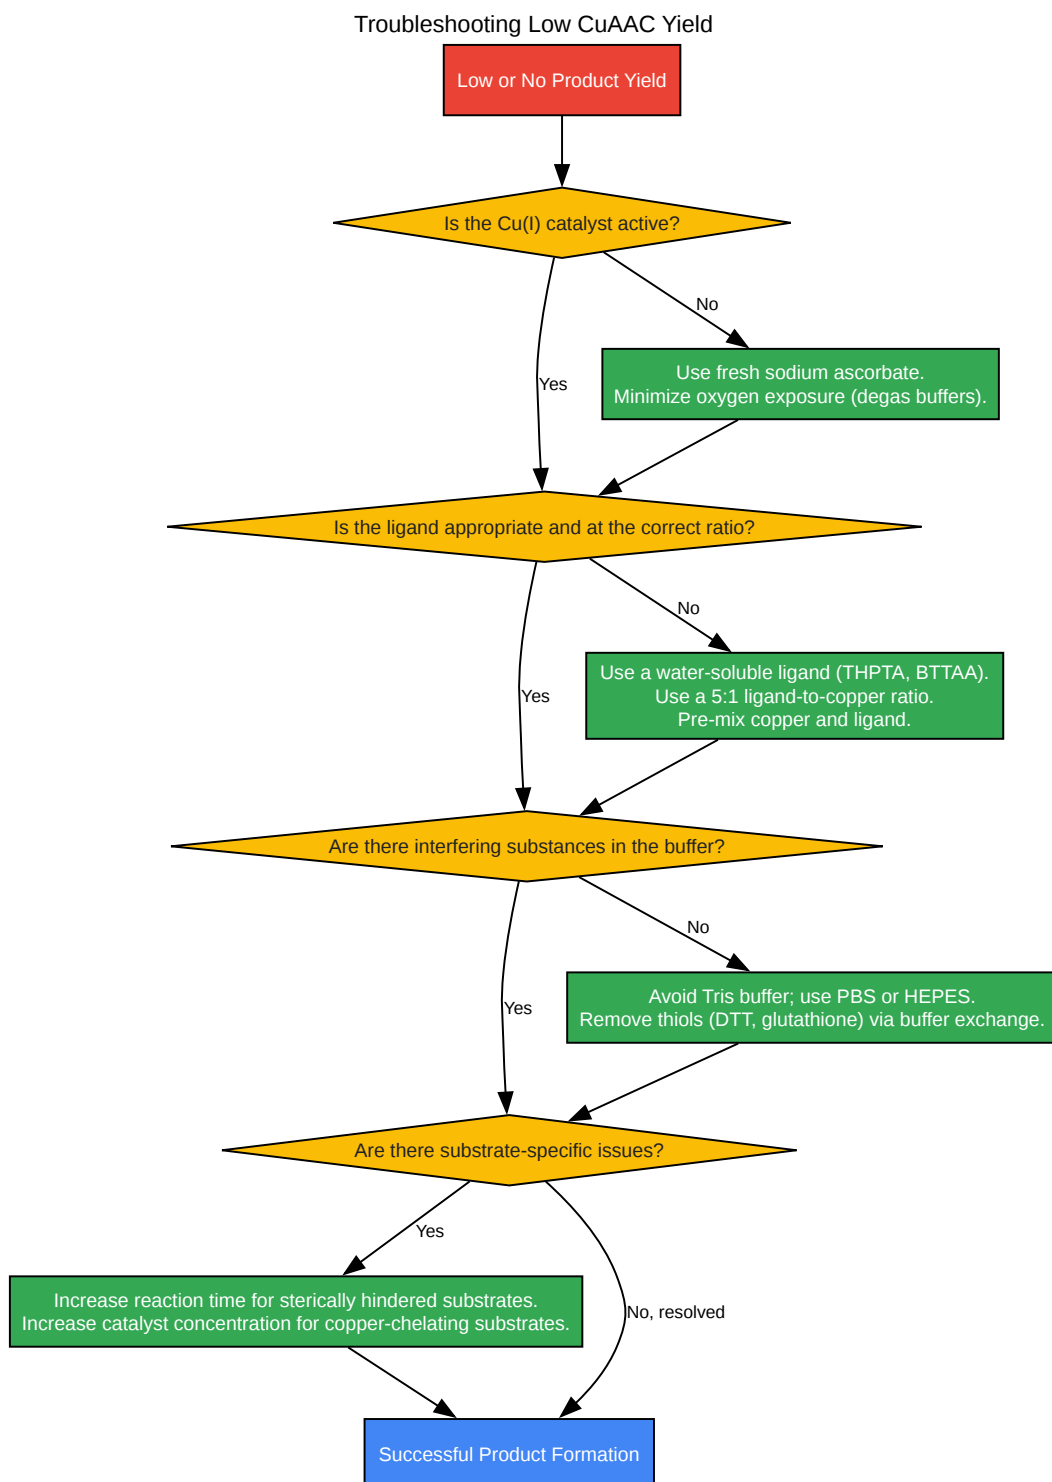 Troubleshooting Low CuAAC Yield
Low or No Product Yield
Is the Cu(I) catalyst active?
No
Use fresh sodium ascorbate.
Minimize oxygen exposure (degas buffers).
Yes
Is the ligand appropriate and at the correct ratio?
No
Use a water-soluble ligand (THPTA, BTTAA).
Use a 5:1 ligand-to-copper ratio.
Pre-mix copper and ligand.
Yes
Are there interfering substances in the buffer?
No
Avoid Tris buffer; use PBS or HEPES.
Remove thiols (DTT, glutathione) via buffer exchange.
Yes
Are there substrate-specific issues?
Yes
Increase reaction time for sterically hindered substrates.
Increase catalyst concentration for copper-chelating substrates.
No, resolved
Successful Product Formation